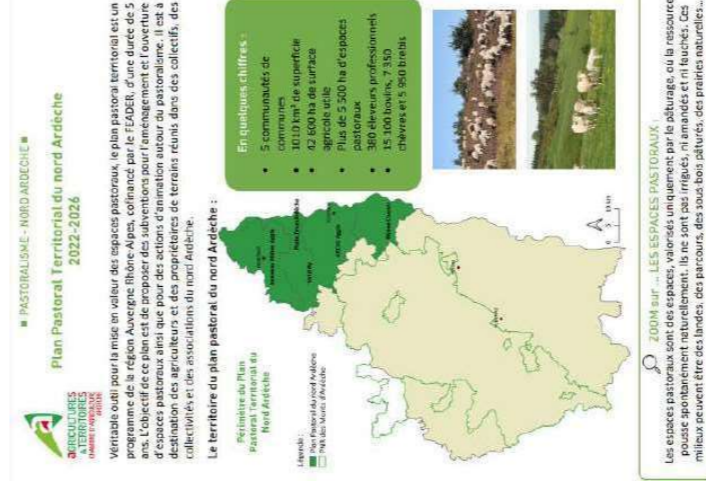 ■ PASTORALISME - NORD ARDECHE ■
AGRICULTURES
& TERRITOIRES
CHAMBRE D'AGRICULTURE
ARDÈCHE
Plan Pastoral Territorial du nord Ardèche
2022-2026
Véritable outil pour la mise en valeur des espaces pastoraux, le plan pastoral territorial est un
programme de la région Auvergne Rhône-Alpes, cofinancé par le FEADER, d'une durée de 5
ans. L'objectif de ce plan est de proposer des subventions pour l'aménagement et l'ouverture
d'espaces pastoraux ainsi que pour des actions d'animation autour du pastoralisme. Il est à
destination des agriculteurs et des propriétaires de terrains réunis dans des collectifs, des
collectivités et des associations du nord Ardèche.
Le territoire du plan pastoral du nord Ardèche :
Périmètre du Plan
Pastoral Territorial du
Nord Ardèche
Légende :
Plan Pastoral du nord Ardèche
PNR des Monts d'Ardèche
En quelques chiffres :
• 5 communautés de
communes
• 1010 km² de superficie
• 42 600 ha de surface
agricole utile
• Plus de 5 500 ha d'espaces
pastoraux
• 380 éleveurs professionnels
• 15 100 bovins, 7 350
chèvres et 5 950 brebis
ZOOM sur ... LES ESPACES PASTORAUX :
Les espaces pastoraux sont des espaces, valorisés uniquement par le pâturage, où la ressource
pousse spontanément naturellement. Ils ne sont pas irrigués, ni amandés et ni fauchés. Ces
milieux peuvent être des landes, des parcours, des sous-bois pâturés, des prairies naturelles...